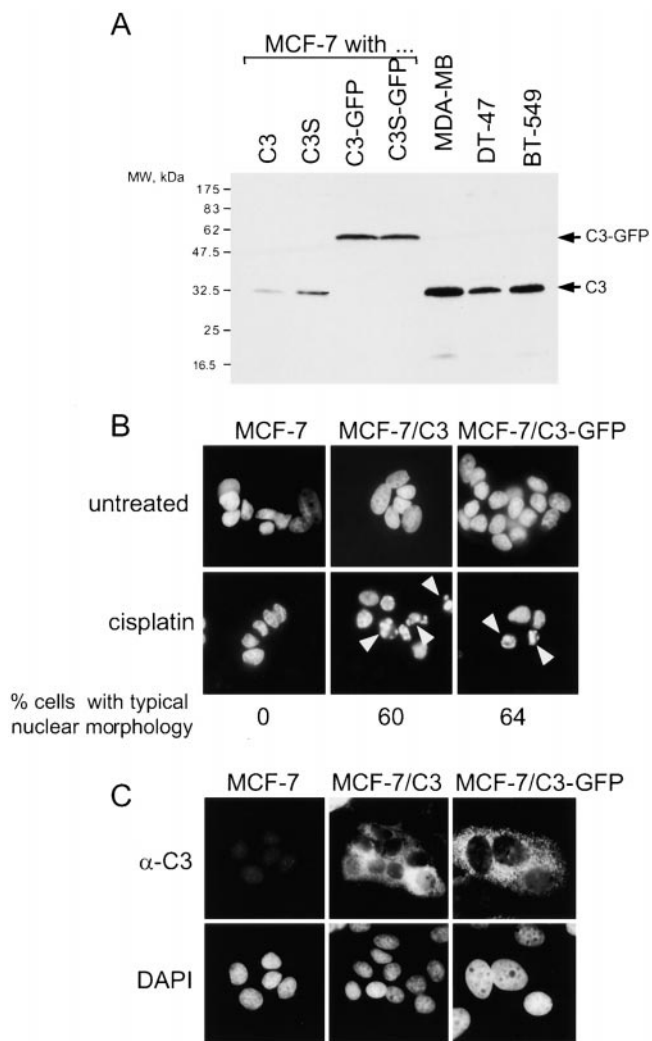 A
MCF-7 with ...
C3
C3S
C3-GFP
C3S-GFP
MDA-MB
DT-47
BT-549
MW, kDa
175
83
62
47.5
32.5
25
16.5
C3-GFP
C3
B
MCF-7 MCF-7/C3 MCF-7/C3-GFP
untreated
cisplatin
% cells with typical
nuclear morphology
0 60 64
C
MCF-7 MCF-7/C3 MCF-7/C3-GFP
α-C3
DAPI